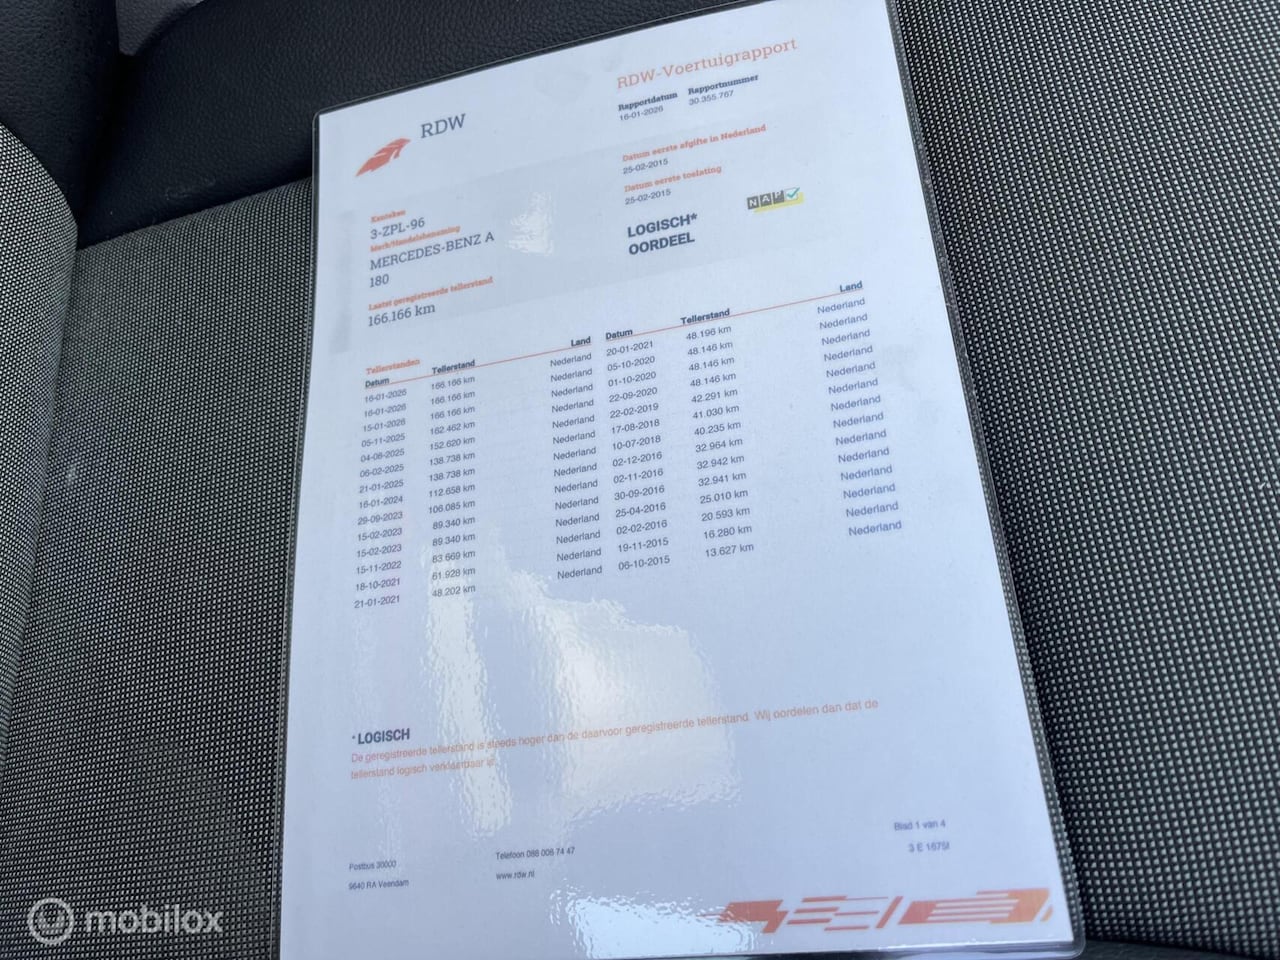 RDW
RDW-Voertuigrapport
Rapportdatum Rapportnummer
16-01-2026 30.355.767
Datum eerste afgifte in Nederland
25-02-2015
Datum eerste toelating
25-02-2015
Kenteken
3-ZPL-96
Merk/Handelsbenaming
MERCEDES-BENZ A
180
Laatst geregistreerde tellerstand
166.166 km
LOGISCH*
OORDEEL
NAP
Tellerstanden
Datum Tellerstand Land
16-01-2026 166.166 km Nederland
16-01-2026 166.166 km Nederland
15-01-2026 166.166 km Nederland
05-11-2025 162.462 km Nederland
04-08-2025 152.620 km Nederland
06-02-2025 138.738 km Nederland
21-01-2025 138.738 km Nederland
16-01-2024 112.658 km Nederland
29-09-2023 106.085 km Nederland
15-02-2023 89.340 km Nederland
15-02-2023 89.340 km Nederland
15-11-2022 83.669 km Nederland
18-10-2021 61.928 km Nederland
21-01-2021 48.202 km Nederland
Datum Tellerstand Land
20-01-2021 48.196 km Nederland
05-10-2020 48.146 km Nederland
01-10-2020 48.146 km Nederland
22-09-2020 48.146 km Nederland
22-02-2019 42.291 km Nederland
17-08-2018 41.030 km Nederland
10-07-2018 40.235 km Nederland
02-12-2016 32.964 km Nederland
02-11-2016 32.942 km Nederland
30-09-2016 32.941 km Nederland
25-04-2016 25.010 km Nederland
02-02-2016 20.593 km Nederland
19-11-2015 16.280 km Nederland
06-10-2015 13.627 km Nederland
*LOGISCH
De geregistreerde tellerstand is steeds hoger dan de daarvoor geregistreerde tellerstand. Wij oordelen dan dat de
tellerstand logisch verklaarbaar is.
Postbus 30000
9640 RA Veendam
Telefoon 088 008 74 47
www.rdw.nl
Blad 1 van 4
3 E 1675f
mobilox